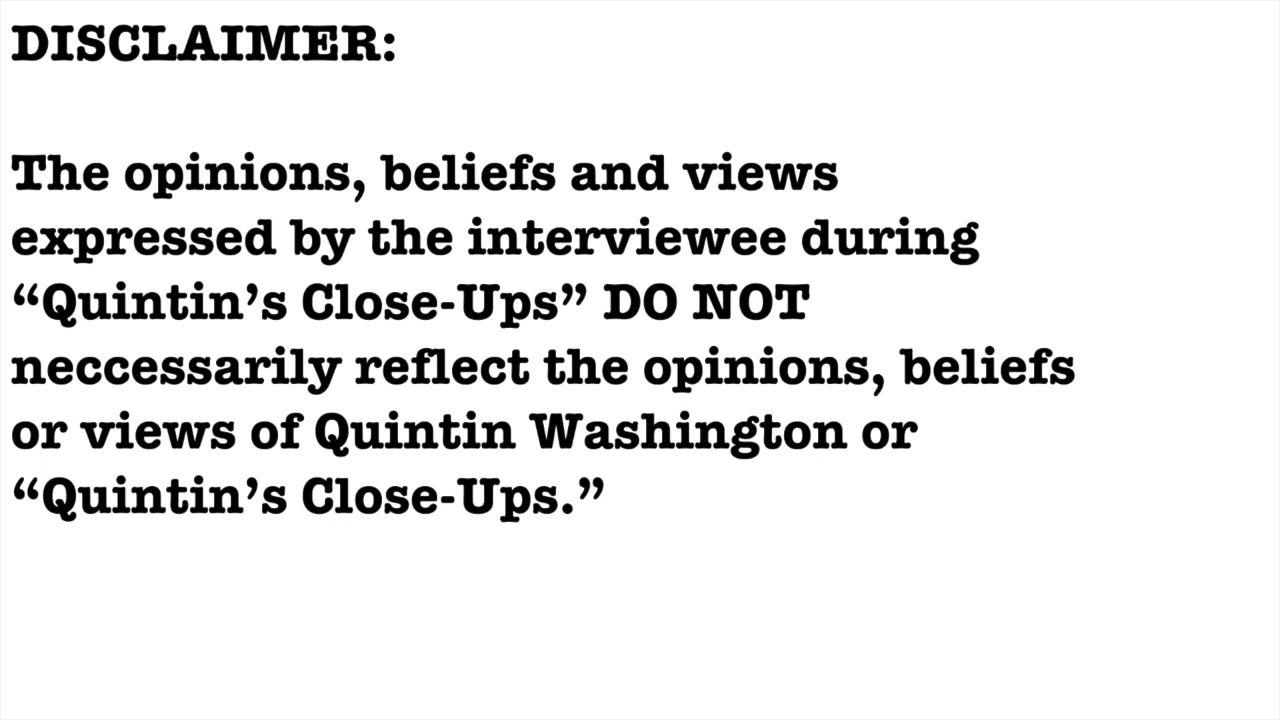 DISCLAIMER:
The opinions, beliefs and views
expressed by the interviewee during
“Quintin’s Close-Ups” DO NOT
neccessarily reflect the opinions, beliefs
or views of Quintin Washington or
“Quintin’s Close-Ups.”